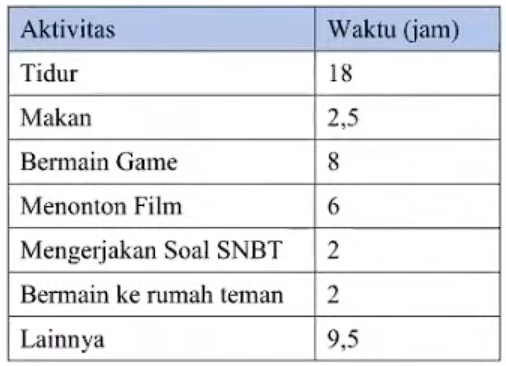 Aktivitas Waktu (jam)
Tidur 18
Makan 2,5
Bermain Game 8
Menonton Film 6
Mengerjakan Soal SNBT 2
Bermain ke rumah teman 2
Lainnya 9,5